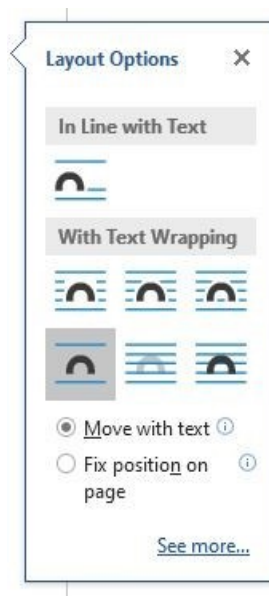 Layout Options
In Line with Text
With Text Wrapping
Move with text
Fix position on
page
See more...